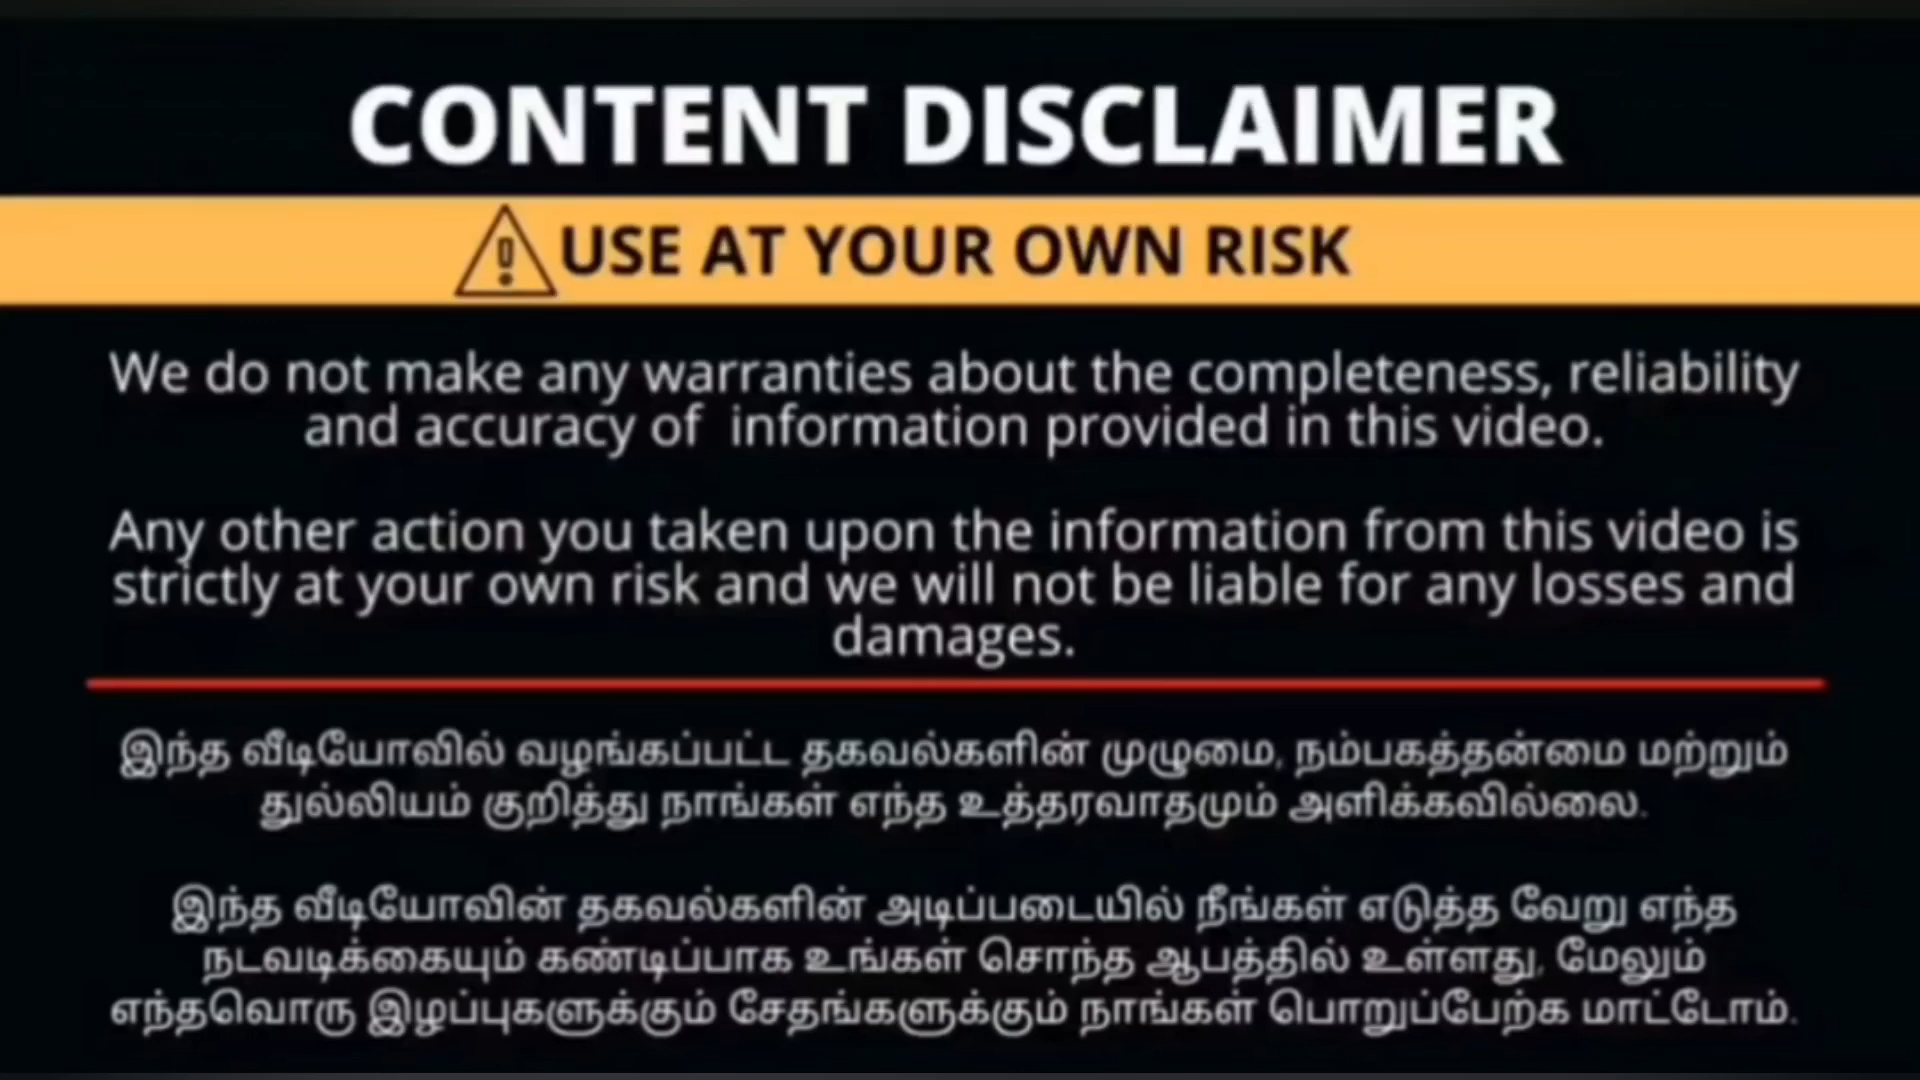 CONTENT DISCLAIMER
USE AT YOUR OWN RISK
We do not make any warranties about the completeness, reliability
and accuracy of information provided in this video.
Any other action you taken upon the information from this video is
strictly at your own risk and we will not be liable for any losses and
damages.
இந்த வீடியோவில் வழங்கப்பட்ட தகவல்களின் முழுமை, நம்பகத்தன்மை மற்றும்
துல்லியம் குறித்து நாங்கள் எந்த உத்தரவாதமும் அளிக்கவில்லை.
இந்த வீடியோவின் தகவல்களின் அடிப்படையில் நீங்கள் எடுத்த வேறு எந்த
நடவடிக்கையும் கண்டிப்பாக உங்கள் சொந்த ஆபத்தில் உள்ளது, மேலும்
எந்தவொரு இழப்புகளுக்கும் சேதங்களுக்கும் நாங்கள் பொறுப்பேற்க மாட்டோம்.